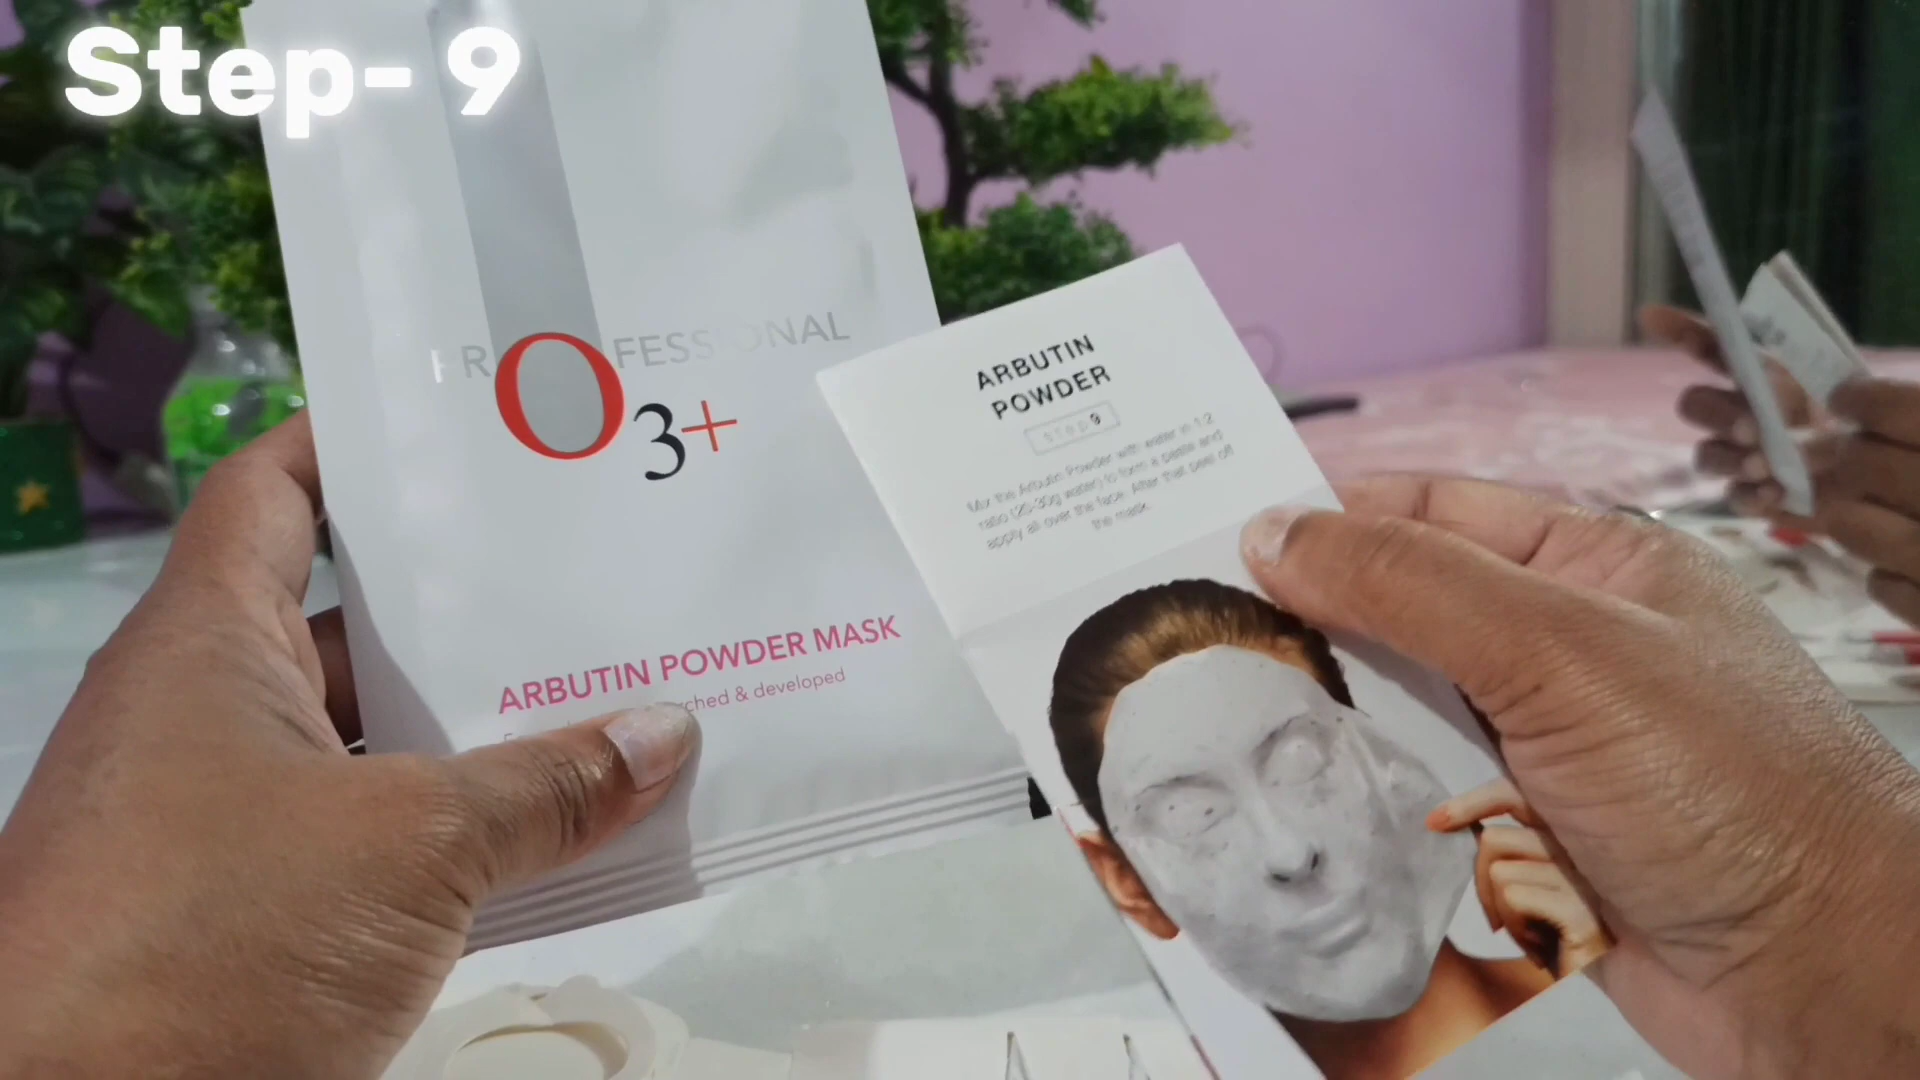 Step- 9
PROFESSIONAL
O3+
ARBUTIN POWDER MASK
& developed
ARBUTIN
POWDER
step 9
Mix the Arbutin Powder with water in 1:2
ratio (25-30g water) to form a paste and
apply all over the face. After that peel off
the mask.